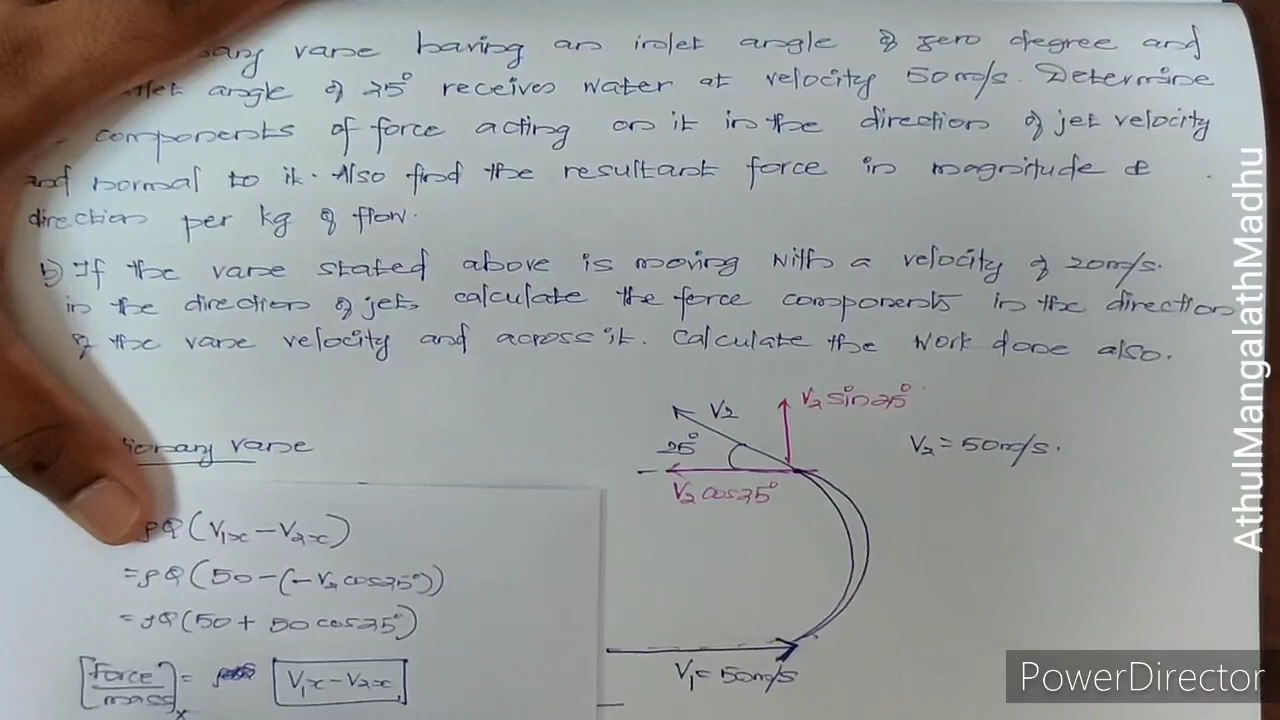 vane having an inlet angle of zero degree and
angle of 25° receives water at velocity 50m/s. Determine
components of force acting on it in the direction of jet velocity
and normal to it. Also find the resultant force in magnitude &
direction per kg of flow.
b) If the vane stated above is moving with a velocity of 20m/s.
in the direction of jet, calculate the force components in the direction
of the vane velocity and across it. Calculate the work done also.
vane
V₂
V₂ sin25°
25°
V₂ = 50m/s.
V₂ cos25°
ρQ(V₁x - V₂x)
= ρQ(50-(-V₂ cos25°))
= ρQ(50 + 50 cos25°)
[Force/mass]x = V₁x - V₂x
V₁ = 50m/s
AthulMangalathMadhu
PowerDirector